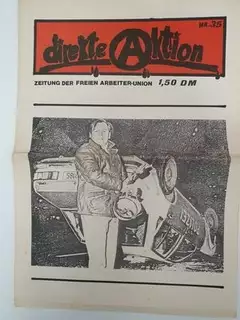 NR.35
direkte Aktion
ZEITUNG DER FREIEN ARBEITER-UNION 1,50 DM